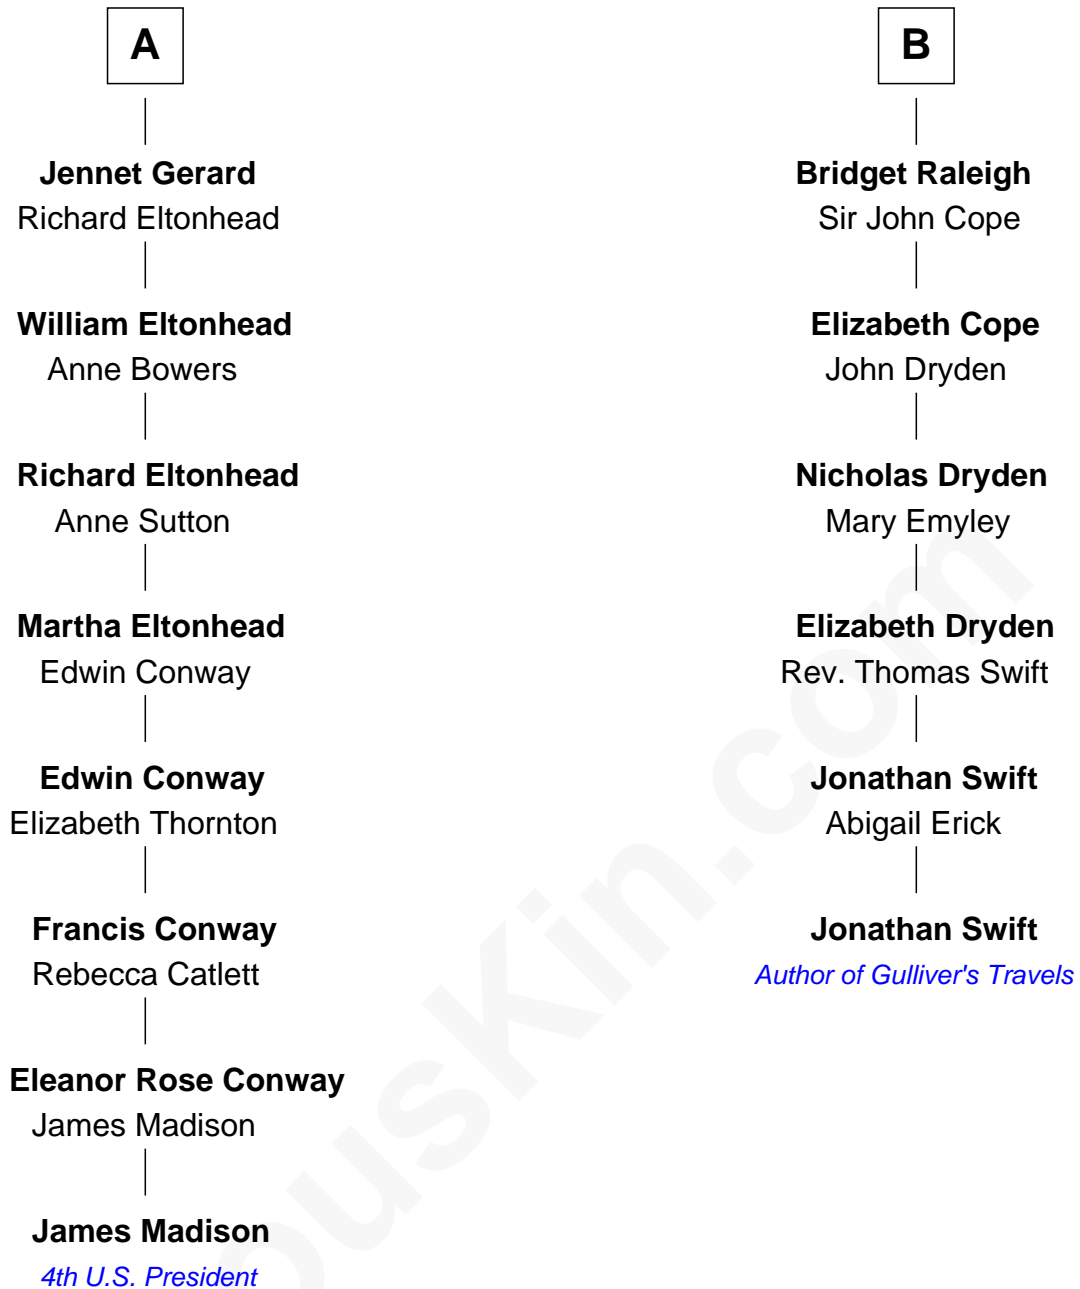 A
Jennet Gerard
Richard Eltonhead
William Eltonhead
Anne Bowers
Richard Eltonhead
Anne Sutton
Martha Eltonhead
Edwin Conway
Edwin Conway
Elizabeth Thornton
Francis Conway
Rebecca Catlett
Eleanor Rose Conway
James Madison
James Madison
4th U.S. President
B
Bridget Raleigh
Sir John Cope
Elizabeth Cope
John Dryden
Nicholas Dryden
Mary Emyley
Elizabeth Dryden
Rev. Thomas Swift
Jonathan Swift
Abigail Erick
Jonathan Swift
Author of Gulliver's Travels
ousKin.com